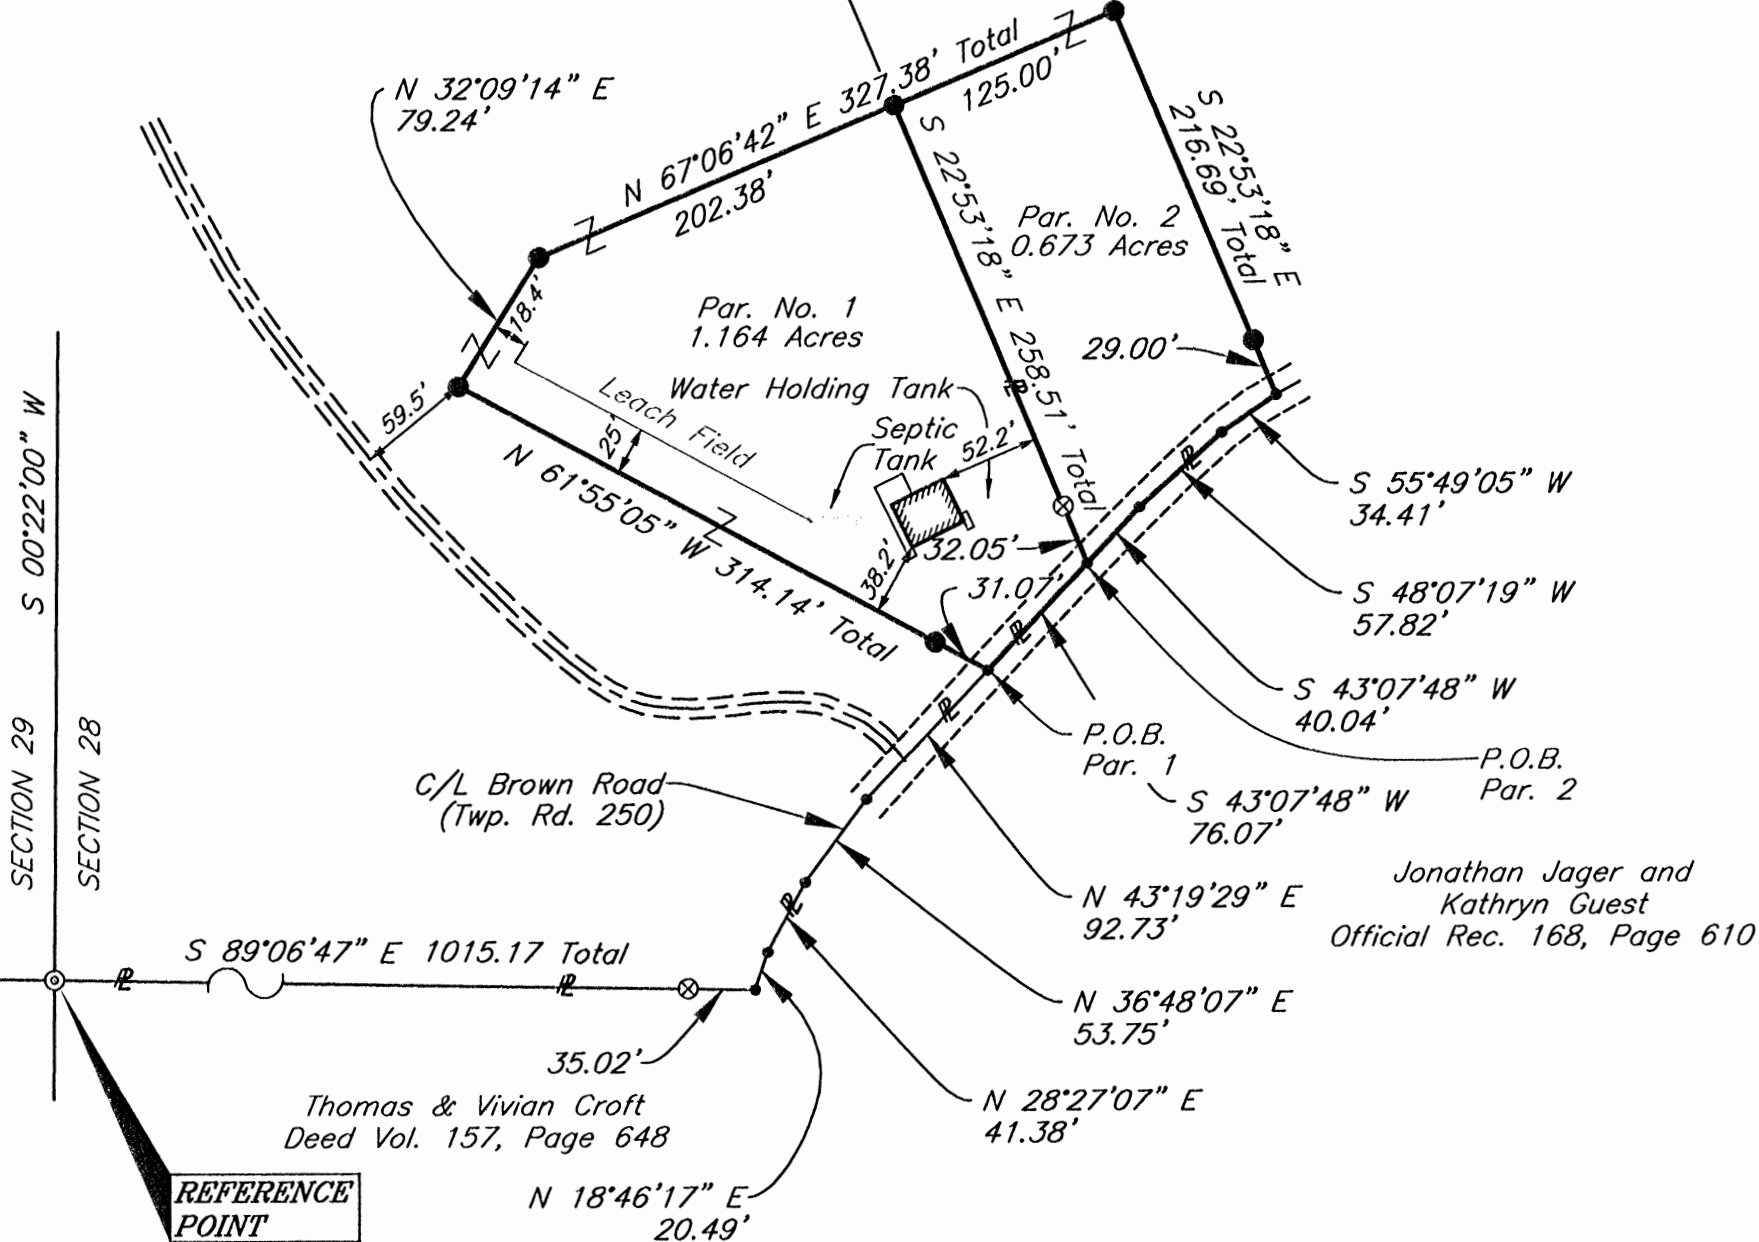 N 32°09'14" E
79.24'
N 67°06'42" E 327.38' Total
202.38'
125.00'
S 22°53'18" E
216.69' Total
S 22°53'18" E 258.51' Total
Par. No. 2
0.673 Acres
18.4'
Par. No. 1
1.164 Acres
29.00'
Water Holding Tank
Leach Field
25'
Septic
Tank
52.2'
59.5'
N 61°55'05" W 314.14' Total
38.2'
32.05'
31.07'
S 55°49'05" W
34.41'
S 48°07'19" W
57.82'
S 43°07'48" W
40.04'
P.O.B.
Par. 1
P.O.B.
Par. 2
S 43°07'48" W
76.07'
S 00°22'00" W
SECTION 29
SECTION 28
C/L Brown Road
(Twp. Rd. 250)
Jonathan Jager and
Kathryn Guest
Official Rec. 168, Page 610
N 43°19'29" E
92.73'
S 89°06'47" E 1015.17 Total
N 36°48'07" E
53.75'
35.02'
N 28°27'07" E
41.38'
Thomas & Vivian Croft
Deed Vol. 157, Page 648
N 18°46'17" E
20.49'
REFERENCE
POINT